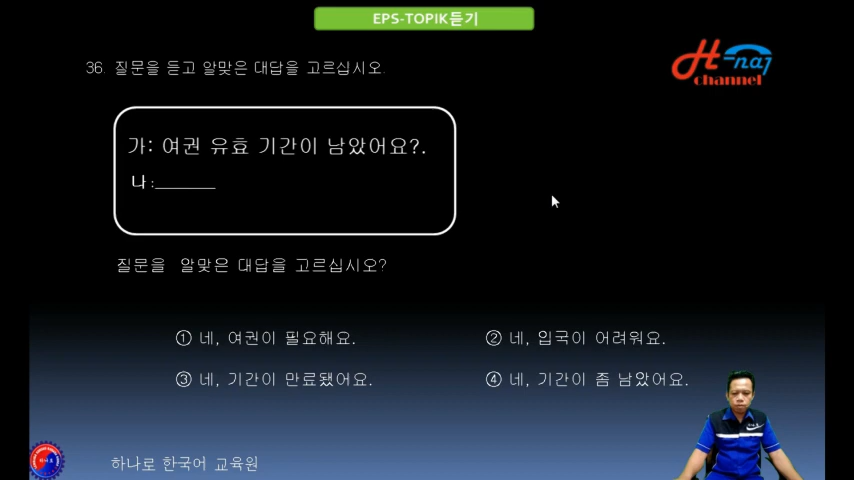 EPS-TOPIK듣기
H-naj
channel
36. 질문을 듣고 알맞은 대답을 고르십시오.
가: 여권 유효 기간이 남았어요?.
나:______
질문을 알맞은 대답을 고르십시오?
① 네, 여권이 필요해요.
② 네, 입국이 어려워요.
③ 네, 기간이 만료됐어요.
④ 네, 기간이 좀 남았어요.
하나로 한국어 교육원